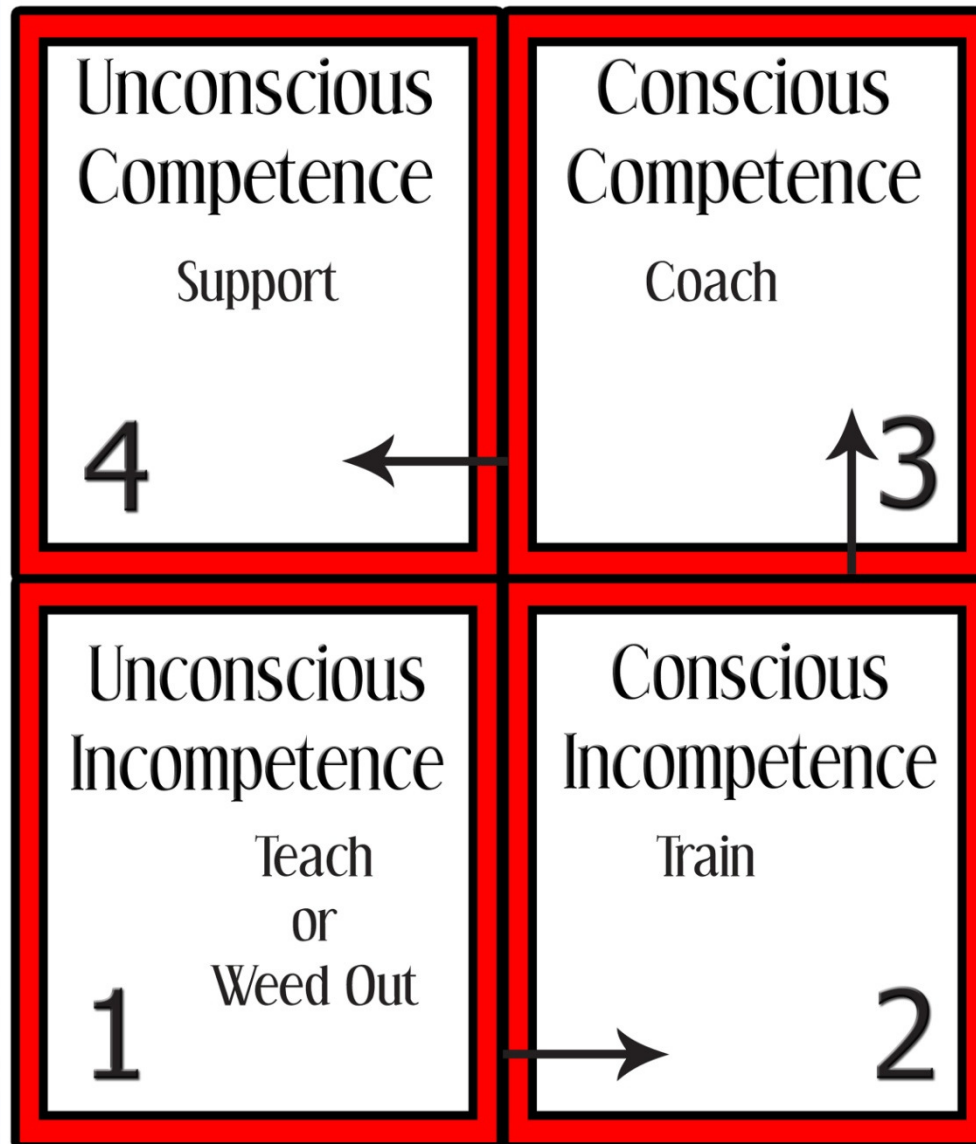 Unconscious
Competence
Support
4
Conscious
Competence
Coach
3
Unconscious
Incompetence
Teach
or
Weed Out
1
Conscious
Incompetence
Train
2